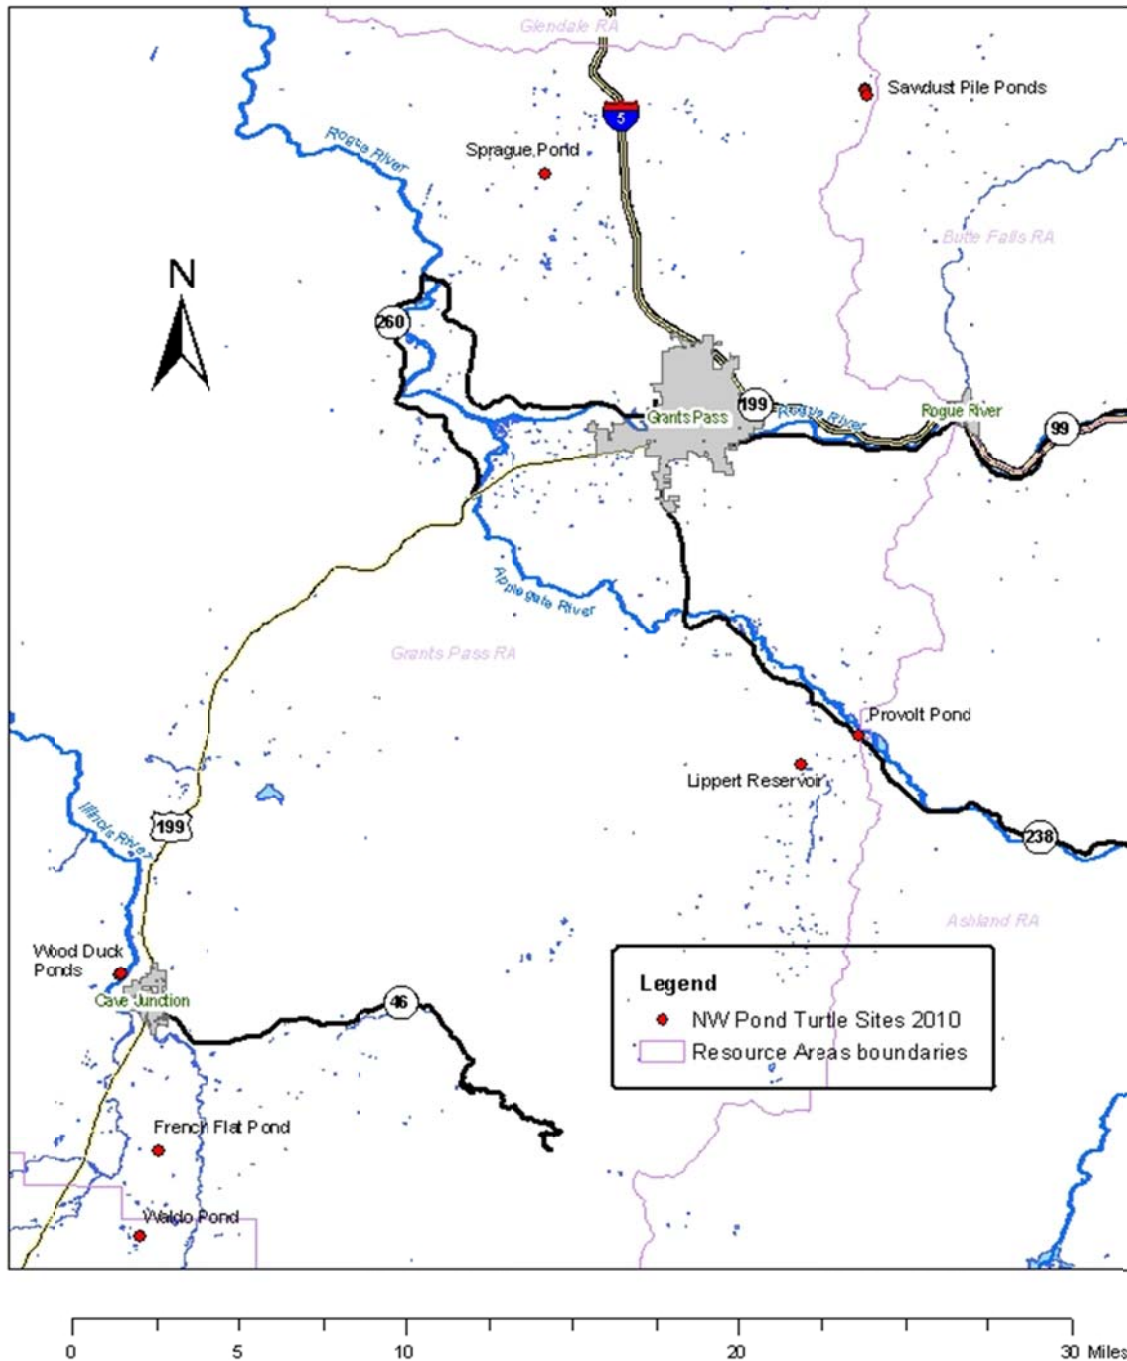 Glendale RA
Sawdust Pile Ponds
5
Rogue River
Sprague Pond
Butte Falls RA
N
260
199
Rogue River
Rogue River
Grants Pass
99
Applegate River
Grants Pass RA
Provolt Pond
Lippert Reservoir
199
Illinois River
238
Ashland RA
Wood Duck
Ponds
Cave Junction
46
Legend
NW Pond Turtle Sites 2010
Resource Areas boundaries
French Flat Pond
Waldo Pond
0 5 10 20 30 Miles